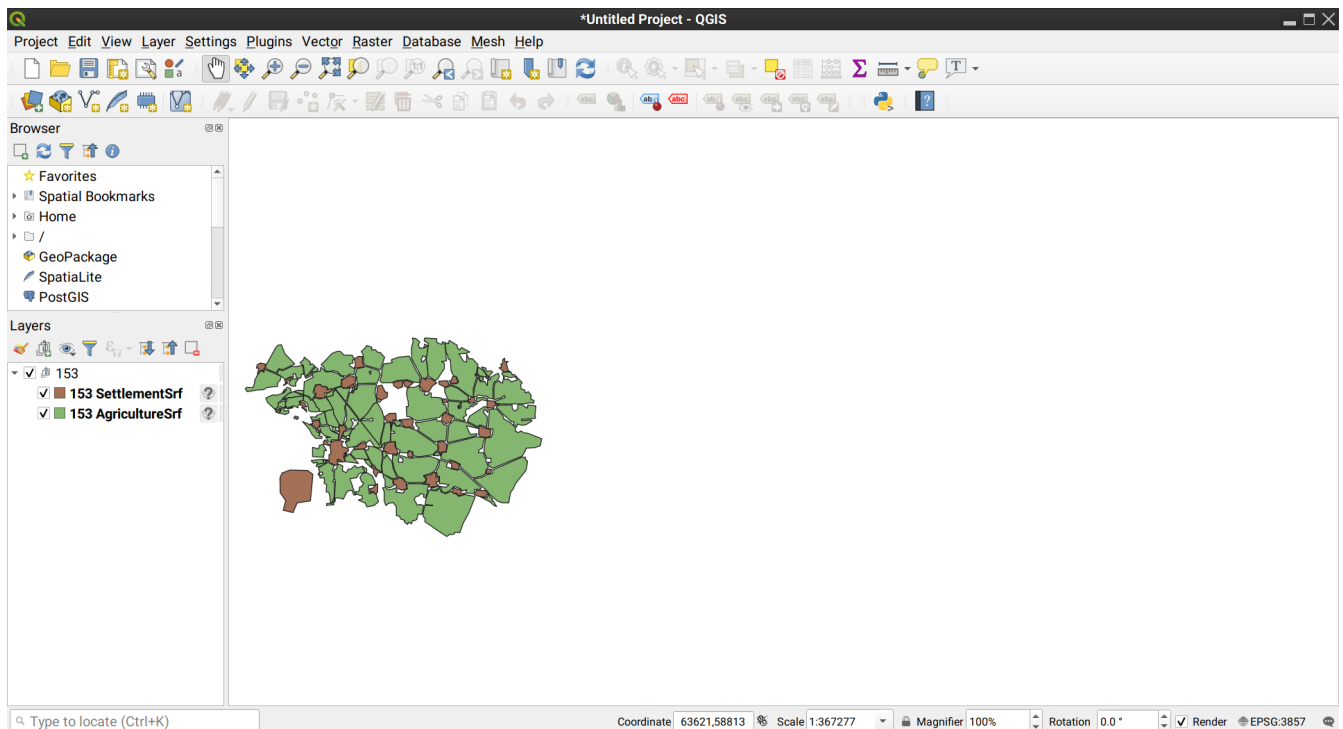 *Untitled Project - QGIS
Project Edit View Layer Settings Plugins Vector Raster Database Mesh Help
Browser
Favorites
Spatial Bookmarks
Home
/
GeoPackage
SpatiaLite
PostGIS
Layers
153
153 SettlementSrf
153 AgricultureSrf
Type to locate (Ctrl+K)
Coordinate 63621,58813 Scale 1:367277 Magnifier 100% Rotation 0.0 ° Render EPSG:3857